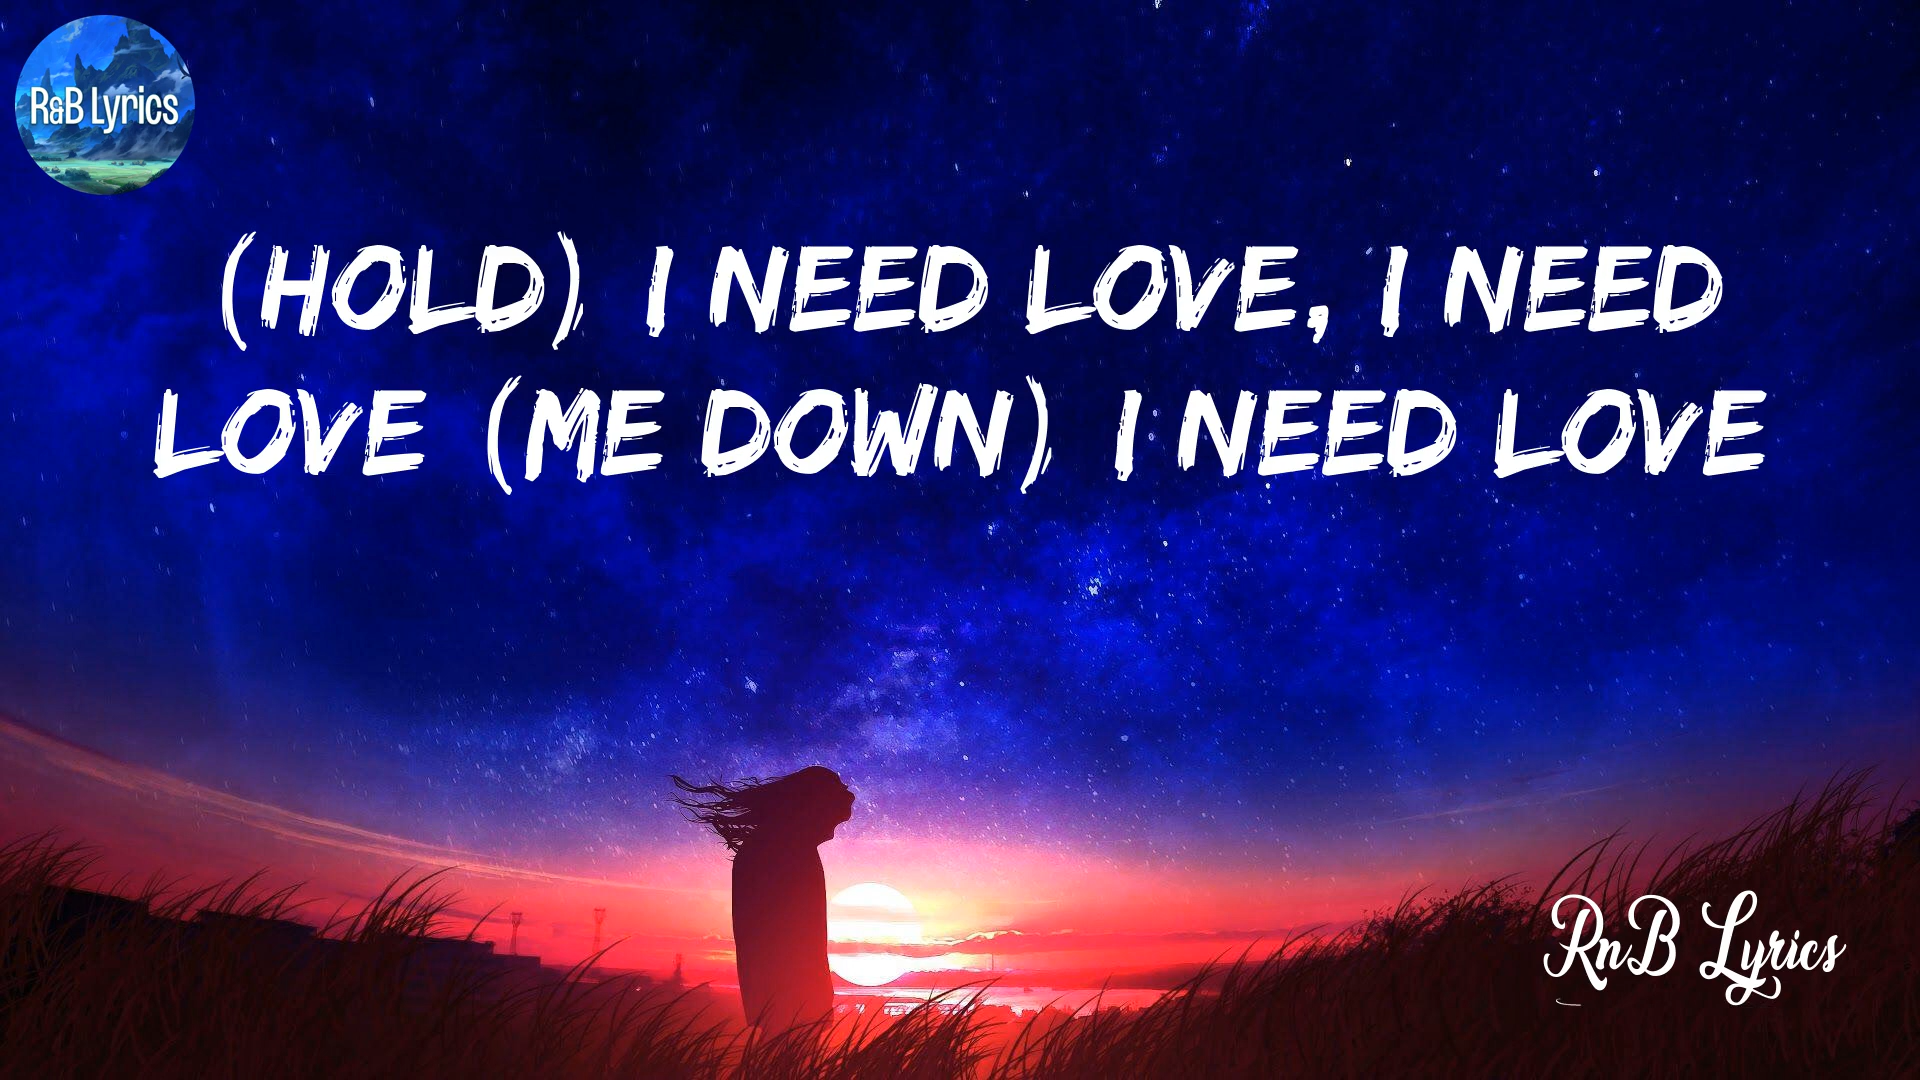 R&B Lyrics
(HOLD) I NEED LOVE, I NEED
LOVE (ME DOWN) I NEED LOVE
RnB Lyrics